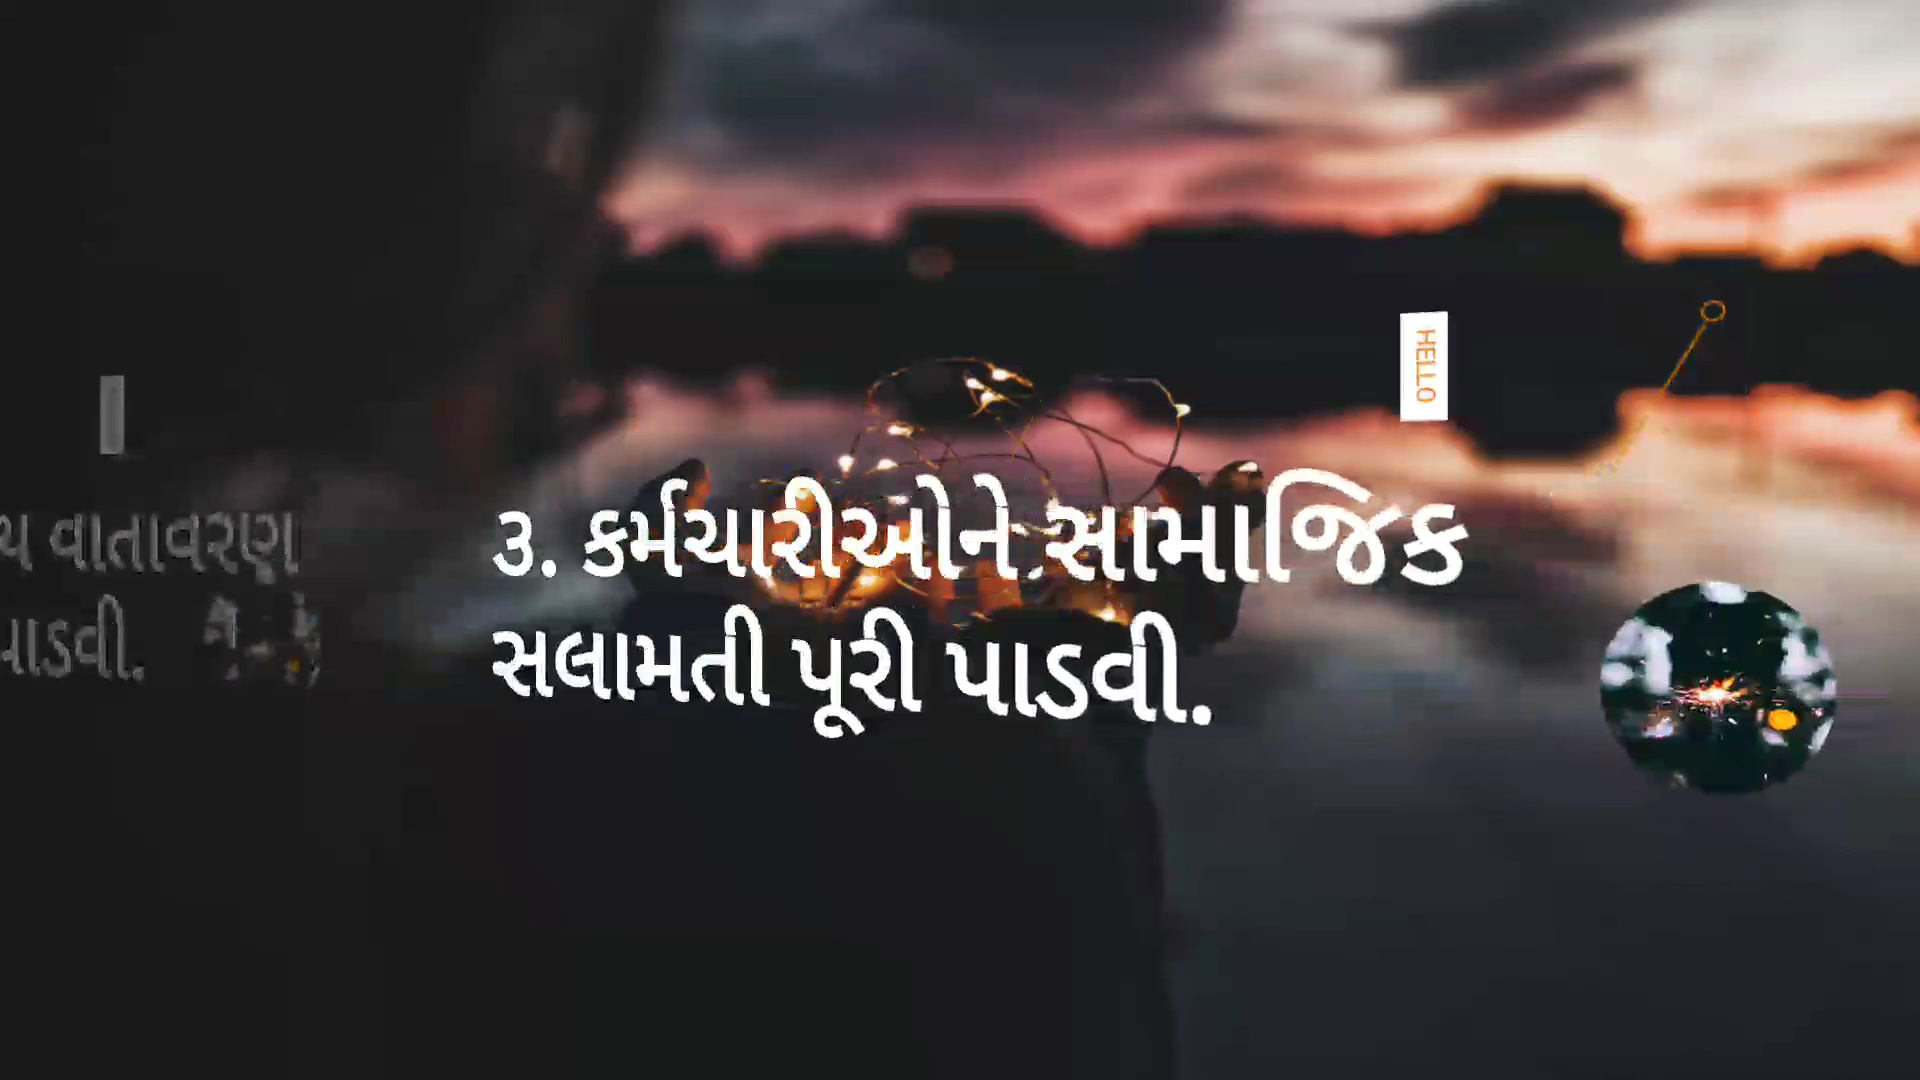 HELLO
વાતાવરણ
પાડવી.
૩. કર્મચારીઓને સામાજિક
સલામતી પૂરી પાડવી.